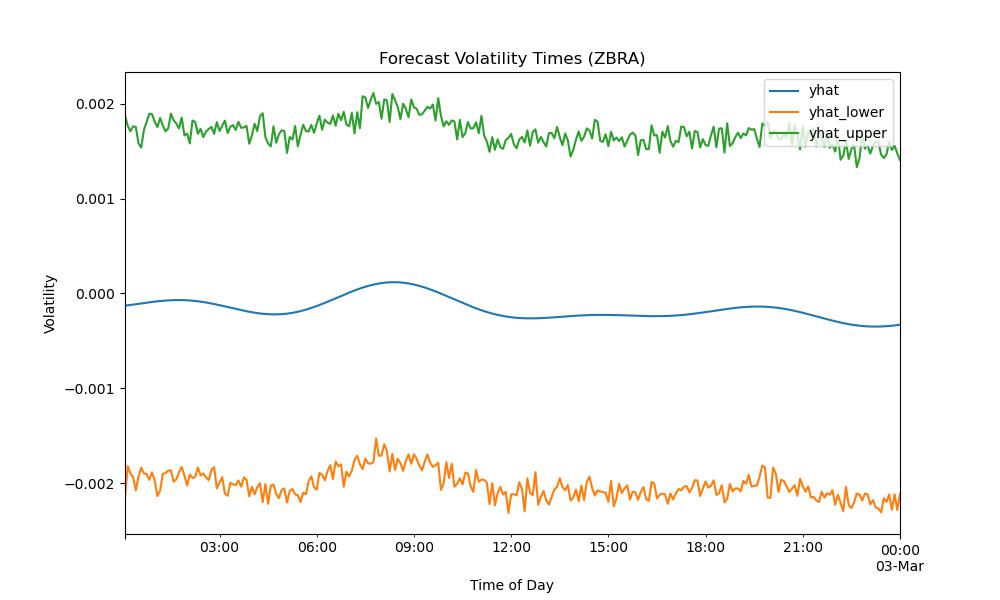 Forecast Volatility Times (ZBRA)
yhat
yhat_lower
yhat_upper
0.002
0.001
0.000
−0.001
−0.002
Volatility
03:00
06:00
09:00
12:00
15:00
18:00
21:00
00:00
03-Mar
Time of Day